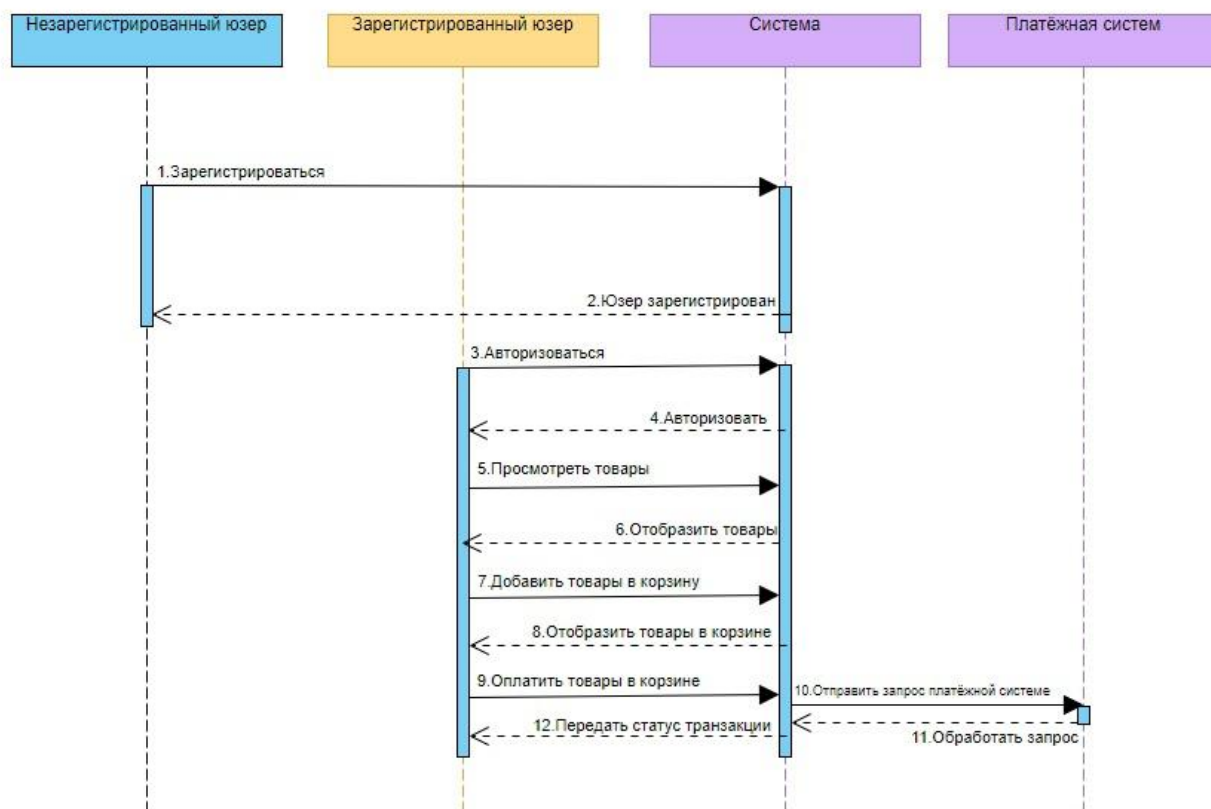 Незарегистрированный юзер
Зарегистрированный юзер
Система
Платёжная систем
1.Зарегистрироваться
2.Юзер зарегистрирован
3.Авторизоваться
4.Авторизовать
5.Просмотреть товары
6.Отобразить товары
7.Добавить товары в корзину
8.Отобразить товары в корзине
9.Оплатить товары в корзине
10.Отправить запрос платёжной системе
12.Передать статус транзакции
11.Обработать запрос